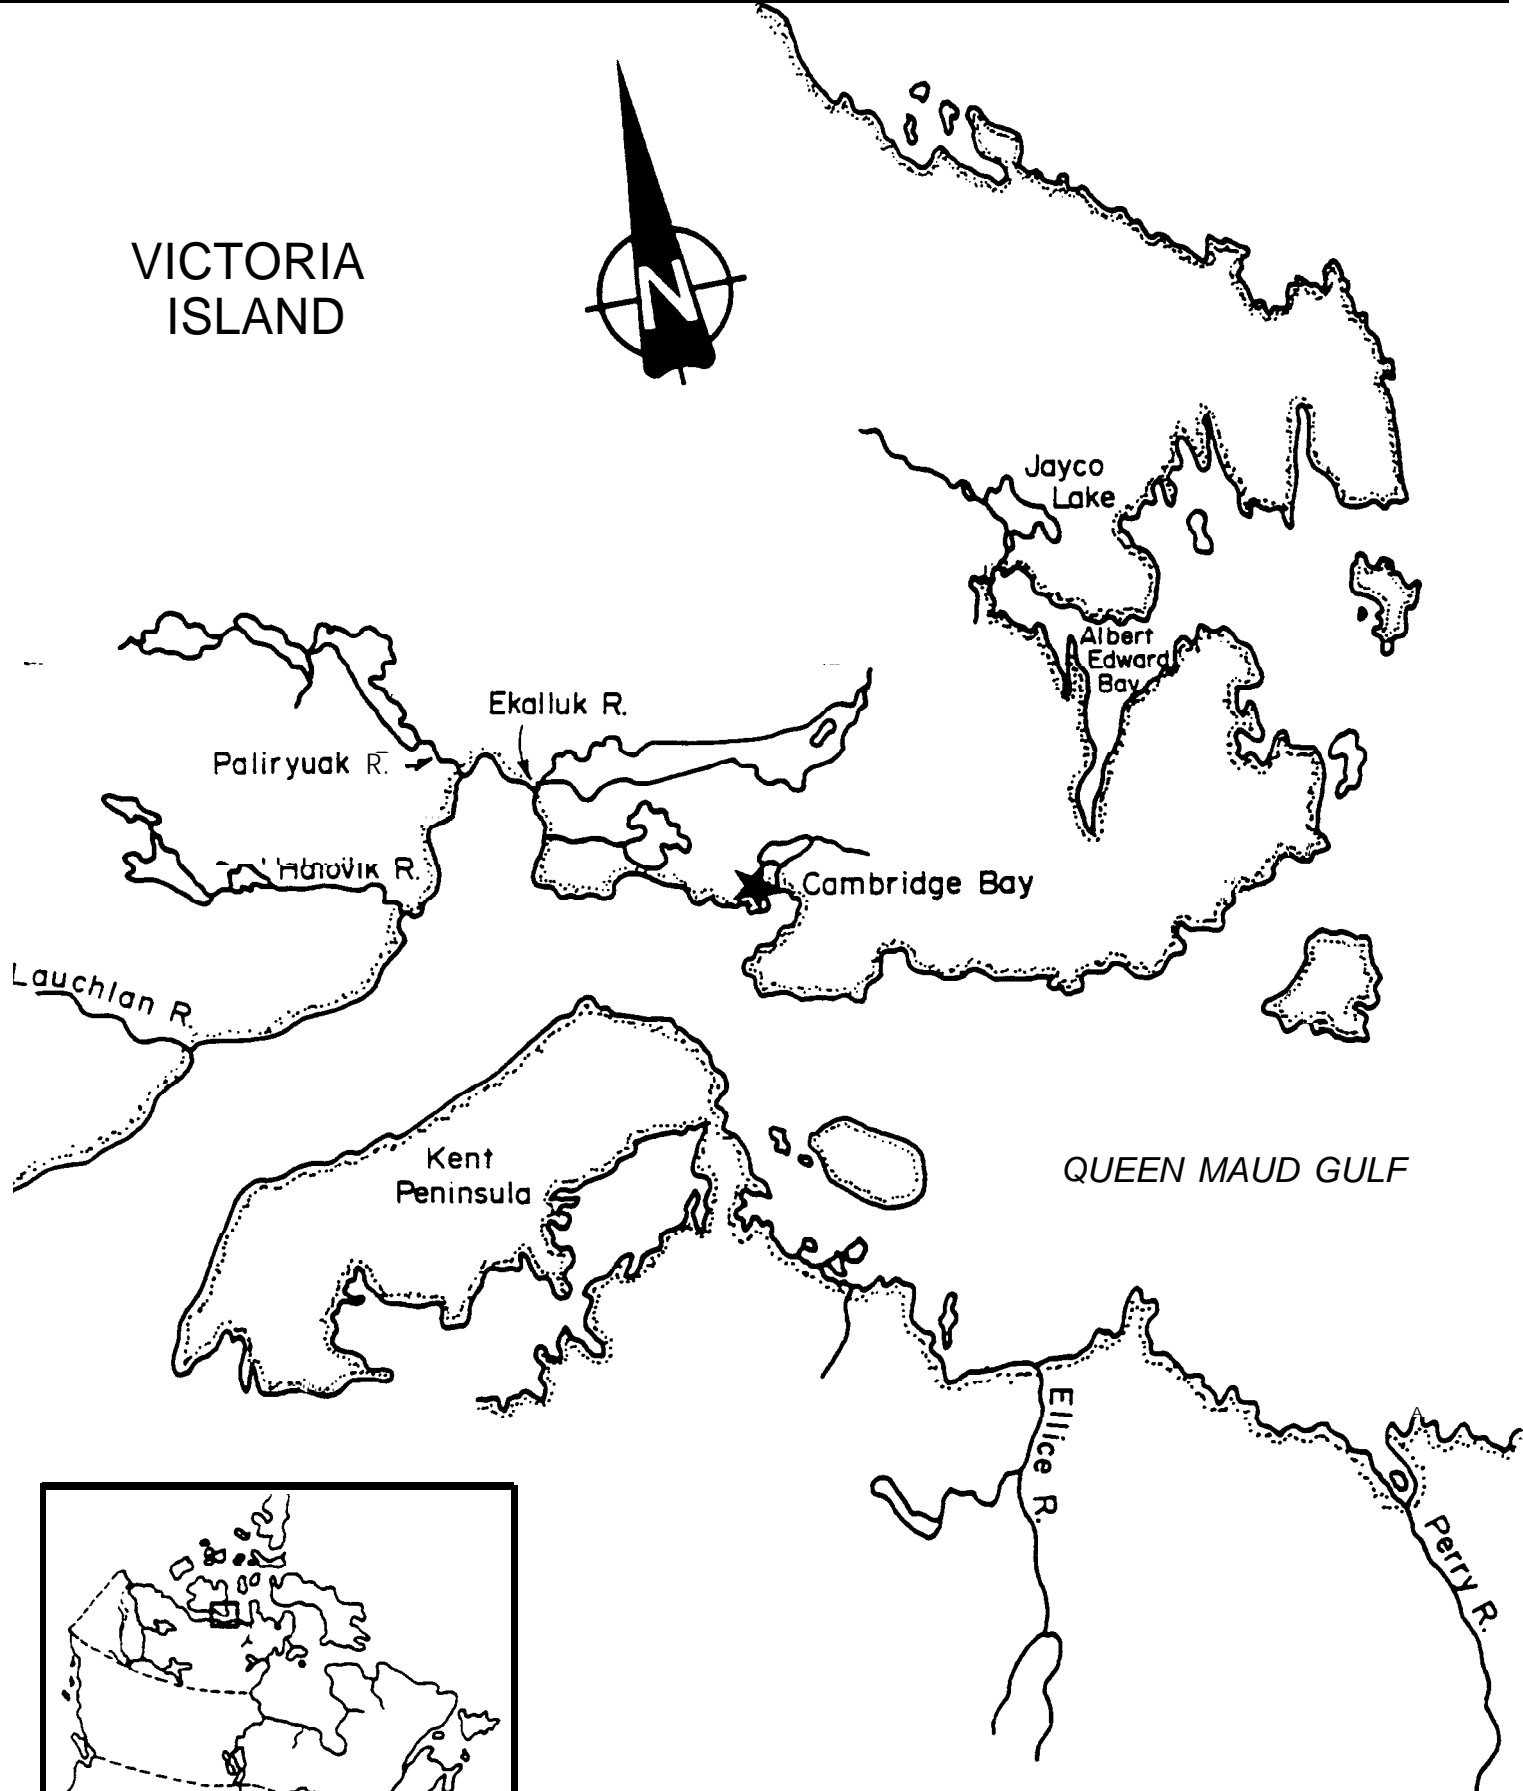 VICTORIA
ISLAND
N
Jayco
Lake
Albert
Edward
Bay
Ekalluk R.
Paliryuak R.
R.
Cambridge Bay
Lauchlan R.
Kent
Peninsula
QUEEN MAUD GULF
Ellice R.
A
Perry R.